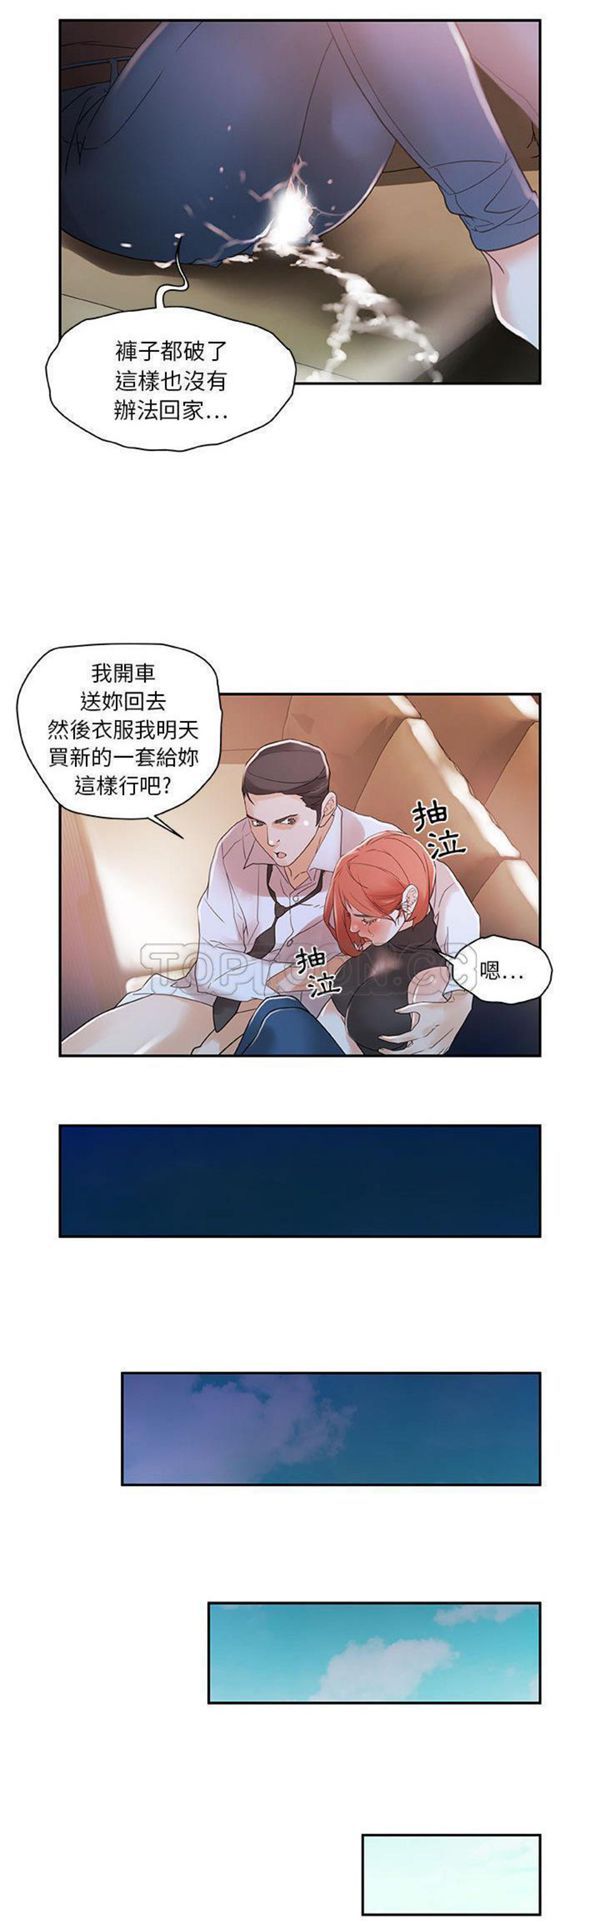 褲子都破了
這樣也沒有
辦法回家...
我開車
送妳回去
然後衣服我明天
買新的一套給妳
這樣行吧?
抽泣
抽泣
嗯...
TOPTOON.CC